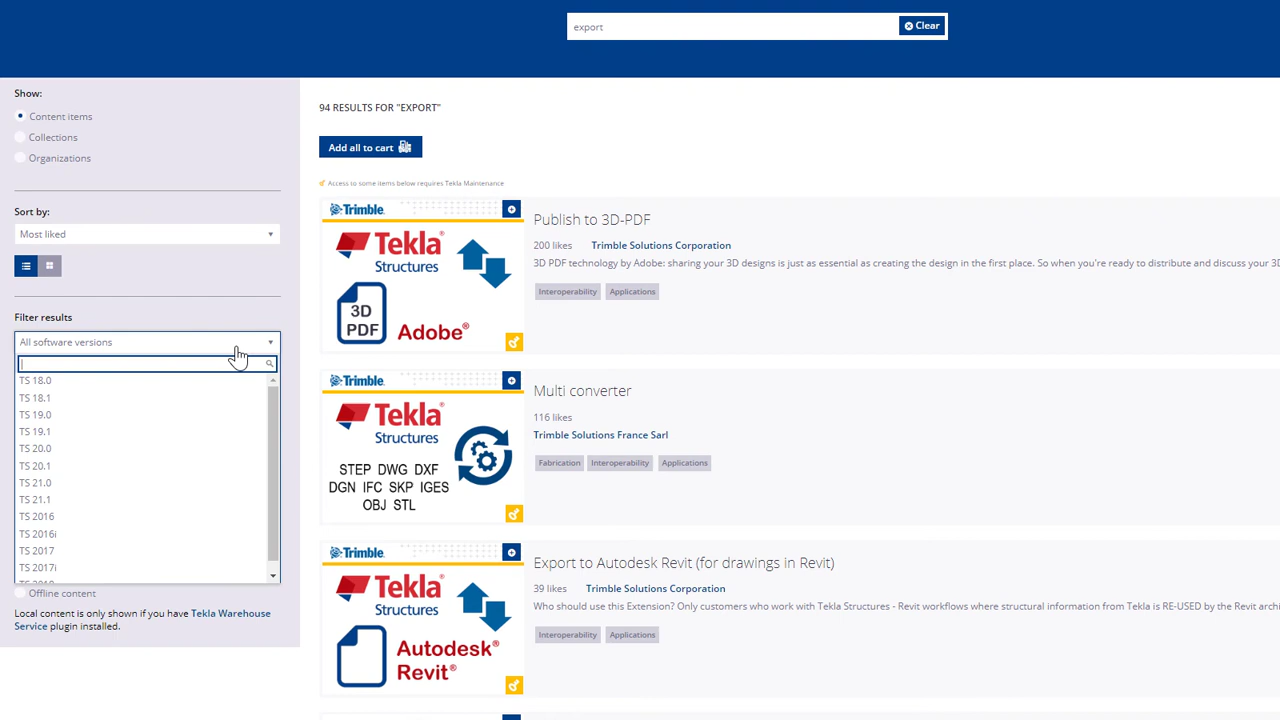 export
Clear
Show:
Content items
Collections
Organizations
Sort by:
Most liked
Filter results
All software versions
TS 18.0
TS 18.1
TS 19.0
TS 19.1
TS 20.0
TS 20.1
TS 21.0
TS 21.1
TS 2016
TS 2016i
TS 2017
TS 2017i
Offline content
Local content is only shown if you have Tekla Warehouse
Service plugin installed.
94 RESULTS FOR "EXPORT"
Add all to cart
Access to some items below requires Tekla Maintenance
Trimble
Tekla
Structures
3D
PDF
Adobe®
Publish to 3D-PDF
200 likes Trimble Solutions Corporation
3D PDF technology by Adobe: sharing your 3D designs is just as essential as creating the design in the first place. So when you're ready to distribute and discuss your
Interoperability Applications
Trimble
Tekla
Structures
STEP DWG DXF
DGN IFC SKP IGES
OBJ STL
Multi converter
116 likes
Trimble Solutions France Sarl
Fabrication Interoperability Applications
Trimble
Tekla
Structures
Autodesk®
Revit®
Export to Autodesk Revit (for drawings in Revit)
39 likes Trimble Solutions Corporation
Who should use this Extension? Only customers who work with Tekla Structures - Revit workflows where structural information from Tekla is RE-USED by the Revit
Interoperability Applications